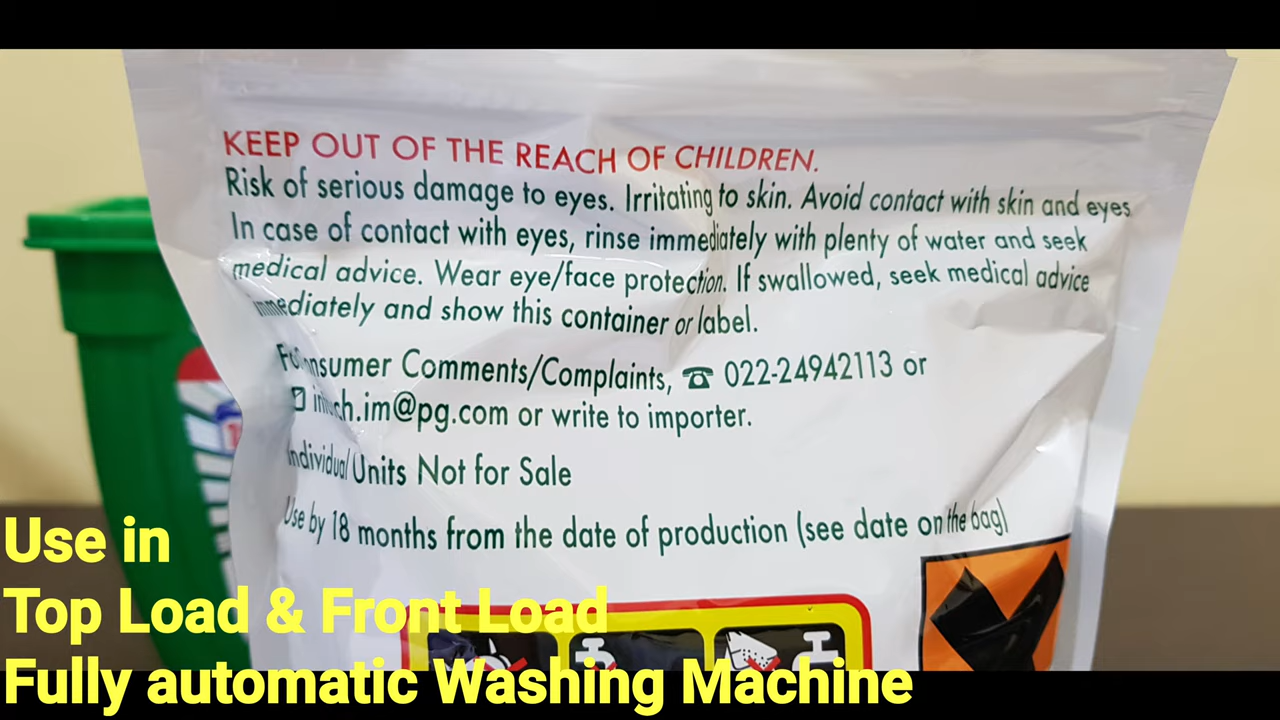 KEEP OUT OF THE REACH OF CHILDREN.
Risk of serious damage to eyes. Irritating to skin. Avoid contact with skin and eyes
In case of contact with eyes, rinse immediately with plenty of water and seek
medical advice. Wear eye/face protection. If swallowed, seek medical advice
immediately and show this container or label.
For Consumer Comments/Complaints, ☎ 022-24942113 or
@pg.com or write to importer.
Individual Units Not for Sale
Use by 18 months from the date of production (see date on the bag)
Use in
Top Load & Front Load
Fully automatic Washing Machine